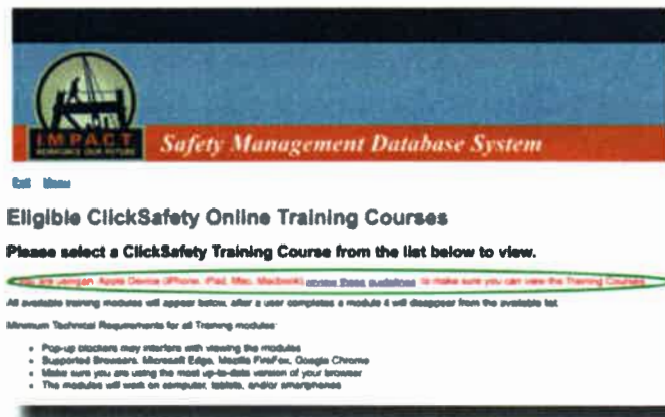 IMPACT
Safety Management Database System
Exit Menu
Eligible ClickSafety Online Training Courses
Please select a ClickSafety Training Course from the list below to view.
you are using an Apple Device (iPhone, iPad, Mac, Macbook) review these guidelines to make sure you can view the Training Courses
All available training modules will appear below, after a user completes a module it will disappear from the available list
Minimum Technical Requirements for all Training modules:
Pop-up blockers may interfere with viewing the modules
Supported Browsers: Microsoft Edge, Mozilla FireFox, Google Chrome
Make sure you are using the most up-to-date version of your browser
The modules will work on computer, tablets, and/or smartphones